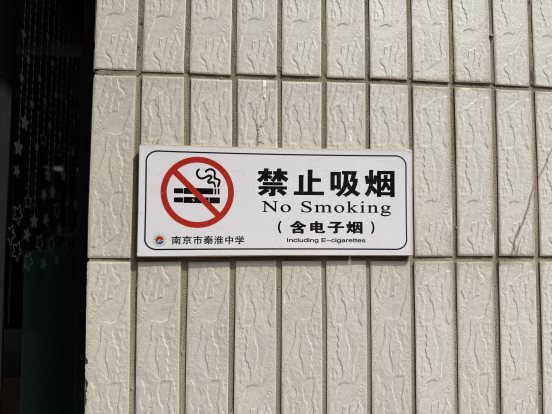 禁止吸烟
No Smoking
（含电子烟）
Including E-cigarettes
南京市秦淮中学